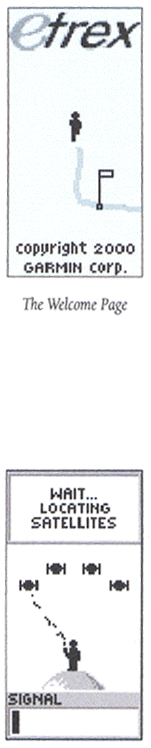 etrex
copyright 2000
GARMIN Corp.
The Welcome Page
WAIT...
LOCATING
SATELLITES
SIGNAL